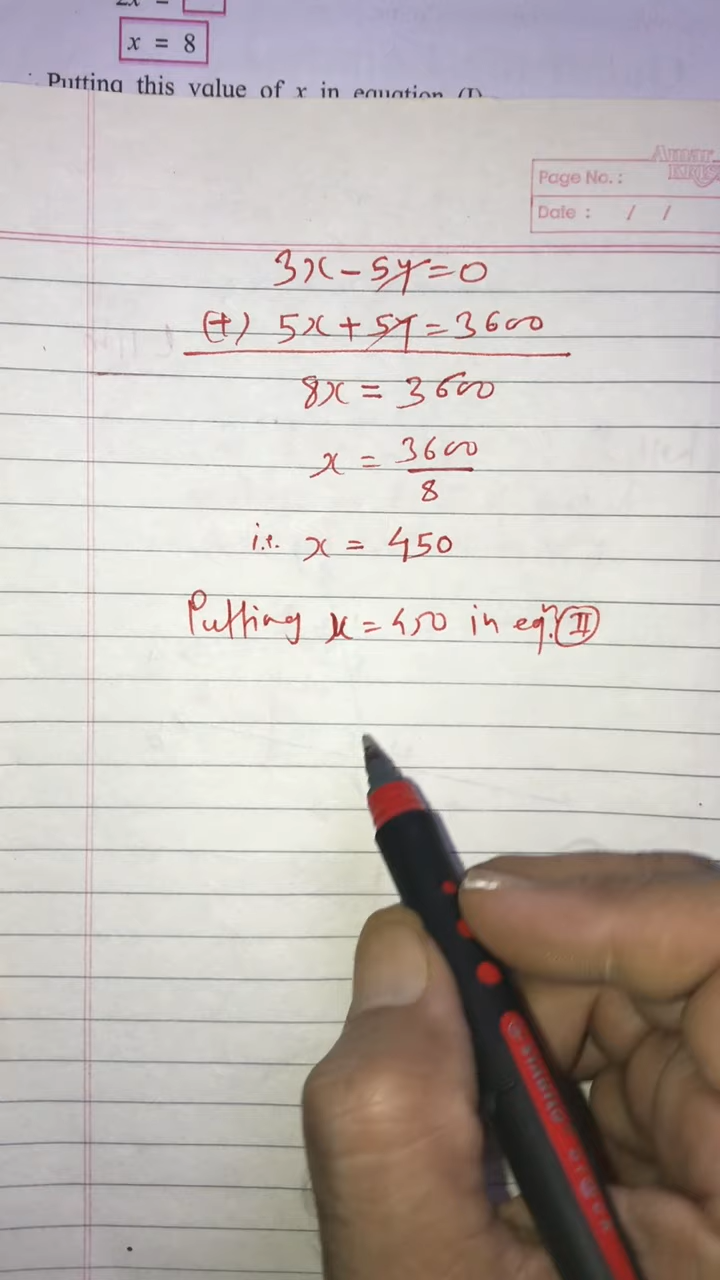 x = 8
Putting this value of x in equation (I)
Page No. :
Date : / /
3x - 5y = 0
(+) 5x + 5y = 3600
8x = 3600
x = 3600/8
i.e. x = 450
Putting x = 450 in eqn. II